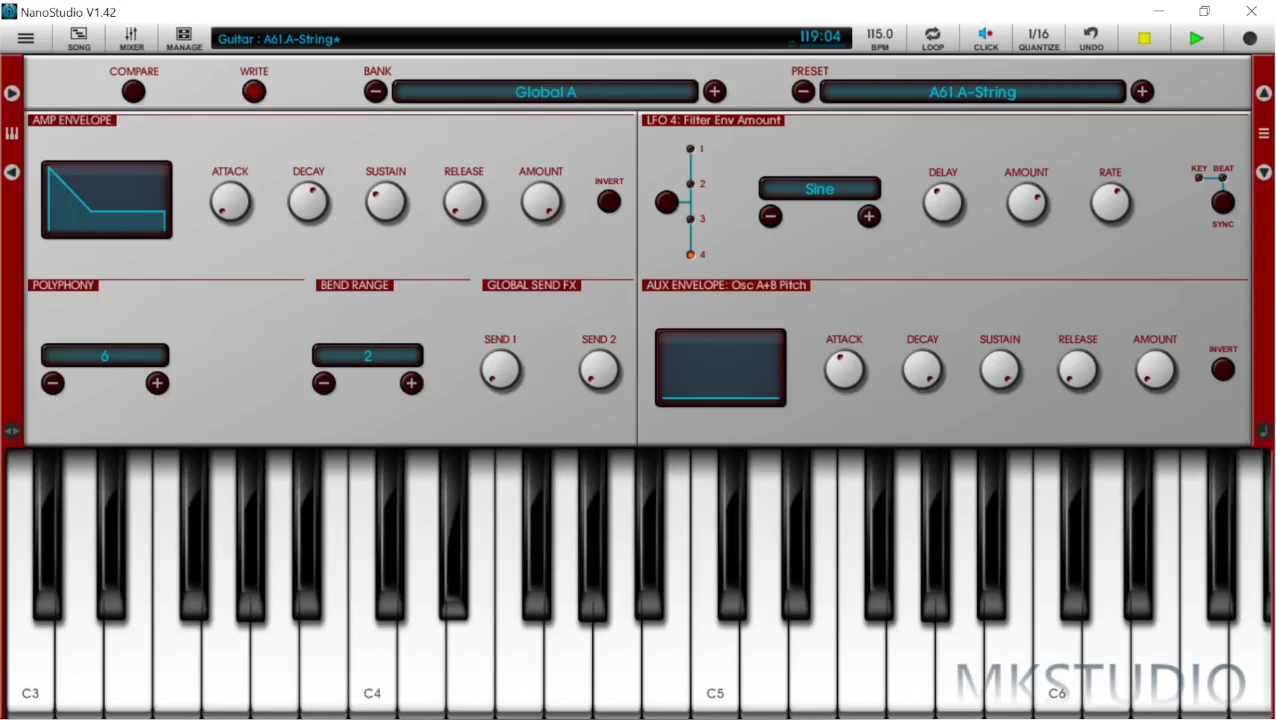 NanoStudio V1.42
SONG
MIXER
MANAGE
Guitar : A61.A-String*
119:04
115.0
BPM
LOOP
CLICK
1/16
QUANTIZE
UNDO
COMPARE
WRITE
BANK
Global A
PRESET
A61.A-String
AMP ENVELOPE
ATTACK
DECAY
SUSTAIN
RELEASE
AMOUNT
INVERT
LFO 4: Filter Env Amount
1
2
3
4
Sine
DELAY
AMOUNT
RATE
KEY BEAT
SYNC
POLYPHONY
6
BEND RANGE
2
GLOBAL SEND FX
SEND 1
SEND 2
AUX ENVELOPE: Osc A+B Pitch
ATTACK
DECAY
SUSTAIN
RELEASE
AMOUNT
INVERT
C3
C4
C5
C6
MKSTUDIO